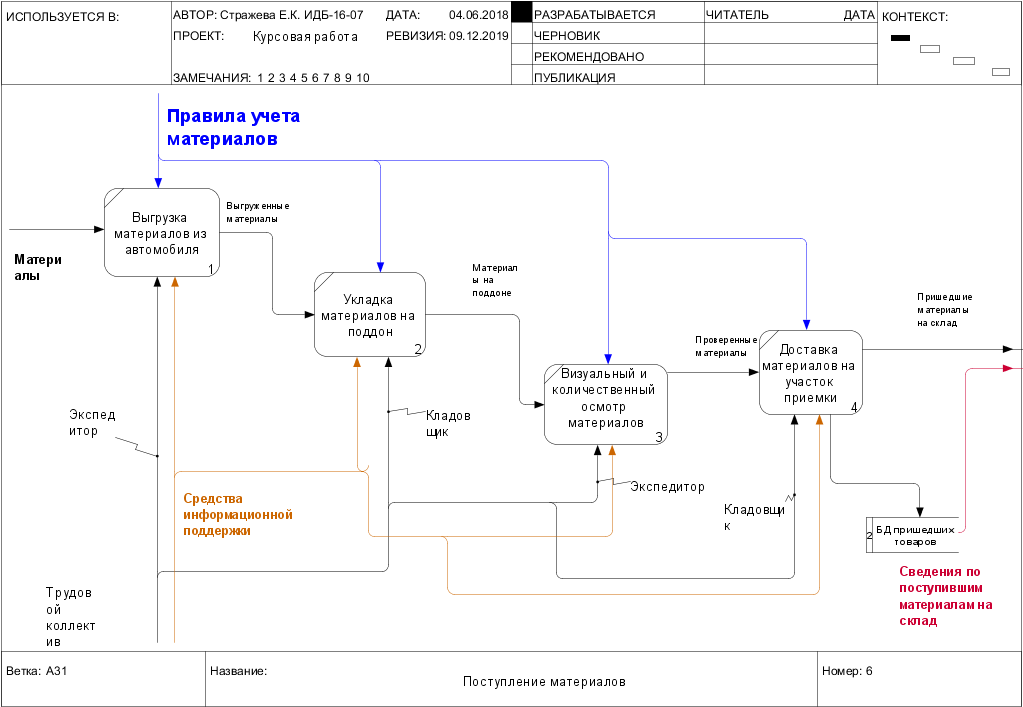 ИСПОЛЬЗУЕТСЯ В:
АВТОР: Стражева Е.К. ИДБ-16-07
ДАТА: 04.06.2018
ПРОЕКТ: Курсовая работа
РЕВИЗИЯ: 09.12.2019
ЗАМЕЧАНИЯ: 1 2 3 4 5 6 7 8 9 10
РАЗРАБАТЫВАЕТСЯ
ЧЕРНОВИК
РЕКОМЕНДОВАНО
ПУБЛИКАЦИЯ
ЧИТАТЕЛЬ
ДАТА
КОНТЕКСТ:
Правила учета
материалов
Матери
алы
Выгрузка
материалов из
автомобиля
1
Выгруженные
материалы
Укладка
материалов на
поддон
2
Материал
ы на
поддоне
Визуальный и
количественный
осмотр
материалов
3
Проверенные
материалы
Доставка
материалов на
участок
приемки
4
Пришедшие
материалы
на склад
Экспед
итор
Кладов
щик
Экспедитор
Кладовщи
к
Средства
информационной
поддержки
2
БД пришедших
товаров
Сведения по
поступившим
материалам на
склад
Трудов
ой
коллект
ив
Ветка: А31
Название:
Поступление материалов
Номер: 6